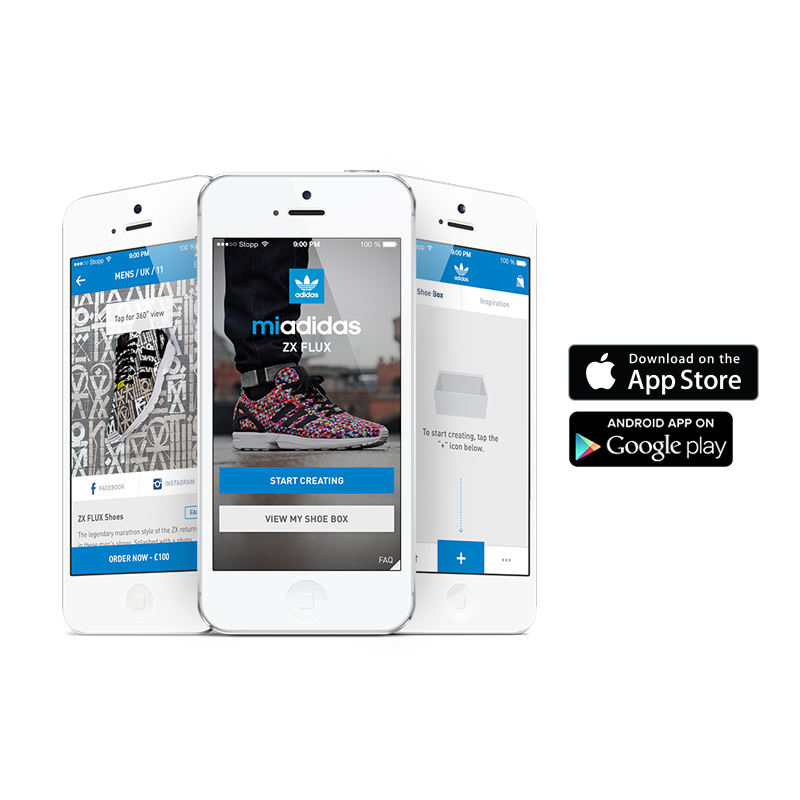 ●●●○○ Stopp 9:00 PM 100 %
MENS / UK / 11
Tap for 360° view
FACEBOOK
INSTAGRAM
ZX FLUX Shoes
The legendary marathon style of the ZX returns
in these men's shoes. Splashed with a photo
ORDER NOW - £100
●●●○○ Stopp 9:00 PM 100 %
adidas
miadidas
ZX FLUX
START CREATING
VIEW MY SHOE BOX
FAQ
9:00 PM 100 %
adidas
Shoe Box
Inspiration
To start creating, tap the
"+" icon below.
+
Download on the
App Store
ANDROID APP ON
Google play